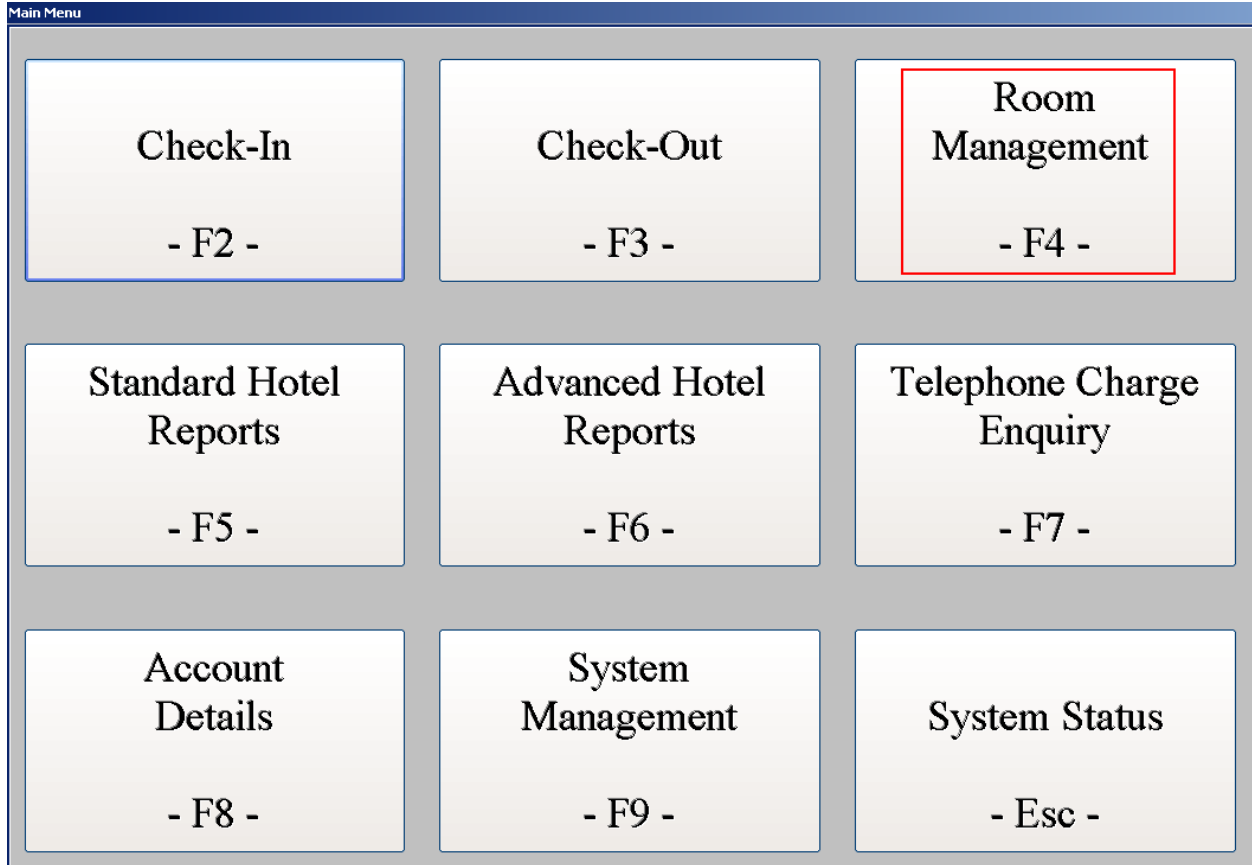 Main Menu
Check-In
- F2 -
Check-Out
- F3 -
Room
Management
- F4 -
Standard Hotel
Reports
- F5 -
Advanced Hotel
Reports
- F6 -
Telephone Charge
Enquiry
- F7 -
Account
Details
- F8 -
System
Management
- F9 -
System Status
- Esc -